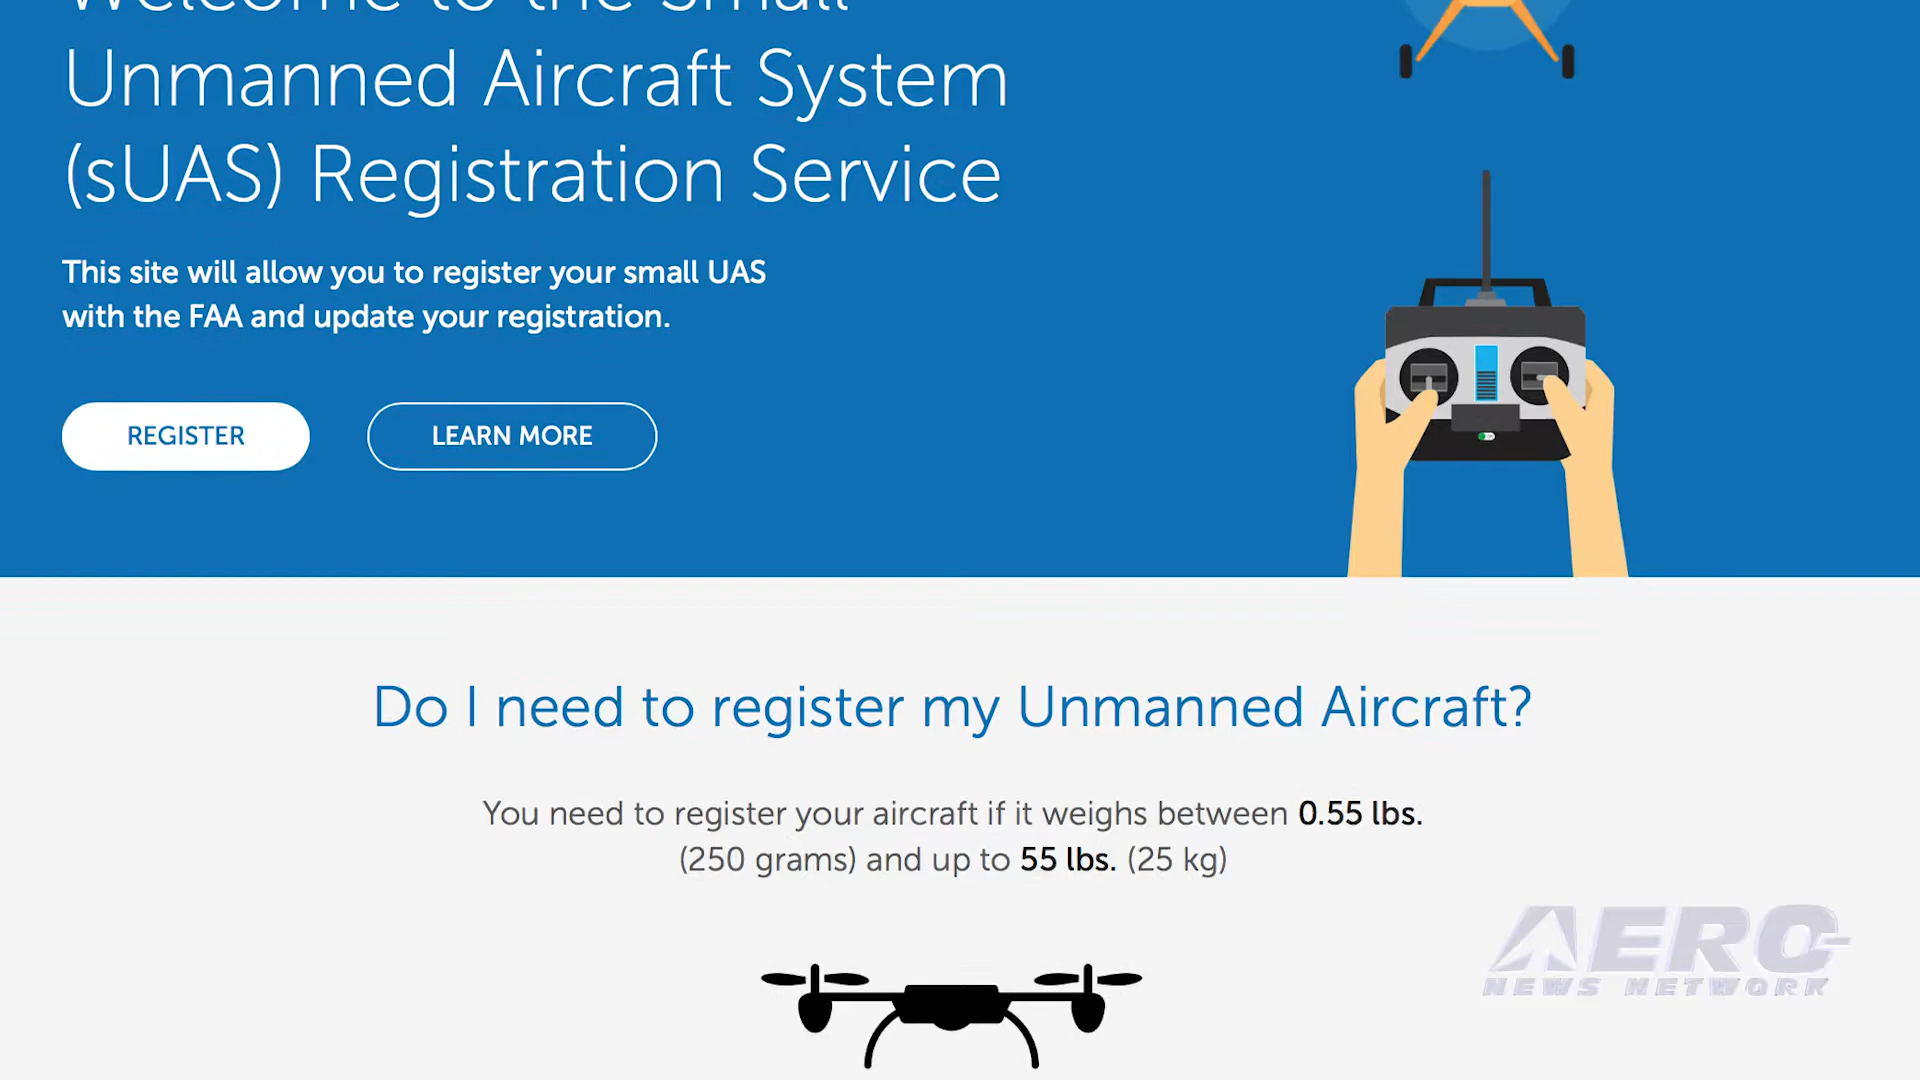 Welcome to the Small
Unmanned Aircraft System
(sUAS) Registration Service
This site will allow you to register your small UAS
with the FAA and update your registration.
REGISTER
LEARN MORE
Do I need to register my Unmanned Aircraft?
You need to register your aircraft if it weighs between 0.55 lbs.
(250 grams) and up to 55 lbs. (25 kg)
AERO-
NEWS NETWORK